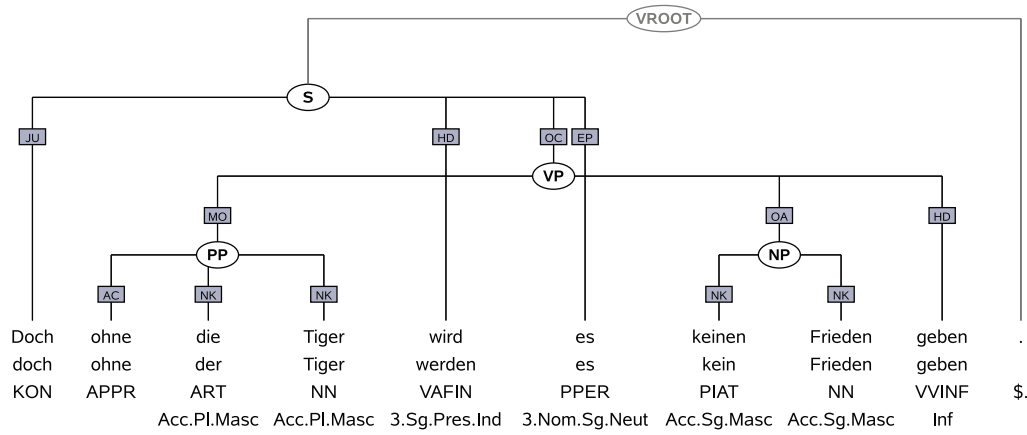 VROOT
S
JU HD OC EP
VP
MO OA HD
PP NP
AC NK NK NK NK
Doch ohne die Tiger wird es keinen Frieden geben .
doch ohne der Tiger werden es kein Frieden geben
KON APPR ART NN VAFIN PPER PIAT NN VVINF $.
Acc.Pl.Masc Acc.Pl.Masc 3.Sg.Pres.Ind 3.Nom.Sg.Neut Acc.Sg.Masc Acc.Sg.Masc Inf